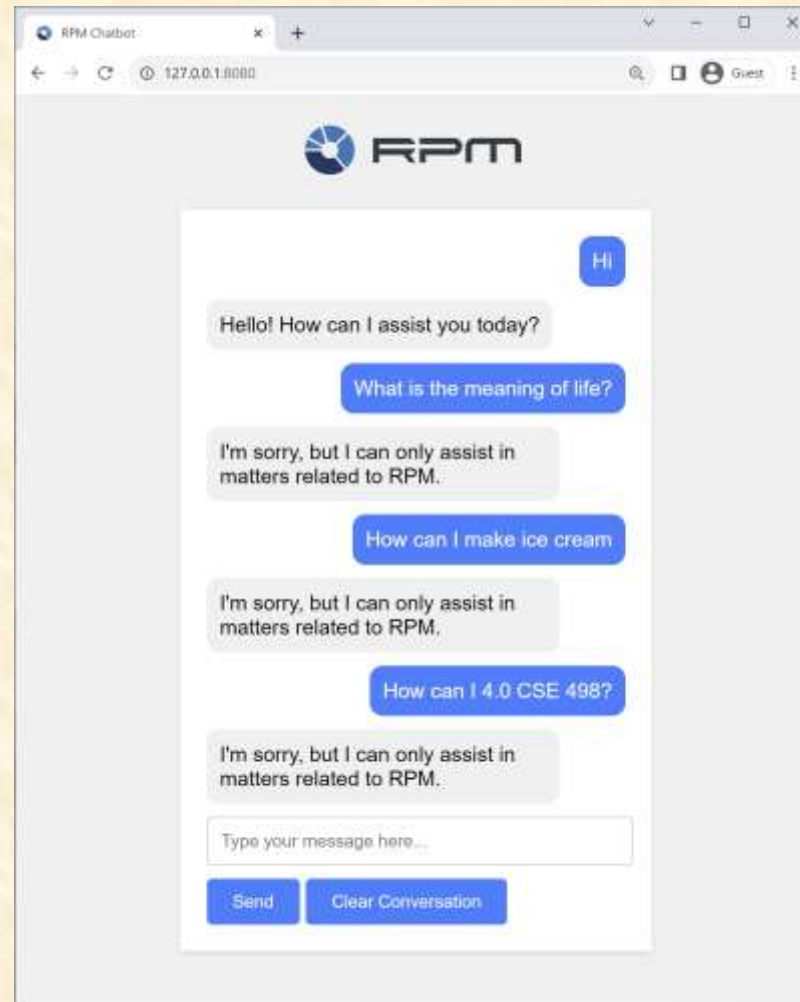 RPM Chatbot
127.0.0.1:8080
Guest
RPM
Hi
Hello! How can I assist you today?
What is the meaning of life?
I'm sorry, but I can only assist in
matters related to RPM.
How can I make ice cream
I'm sorry, but I can only assist in
matters related to RPM.
How can I 4.0 CSE 498?
I'm sorry, but I can only assist in
matters related to RPM.
Type your message here...
Send Clear Conversation